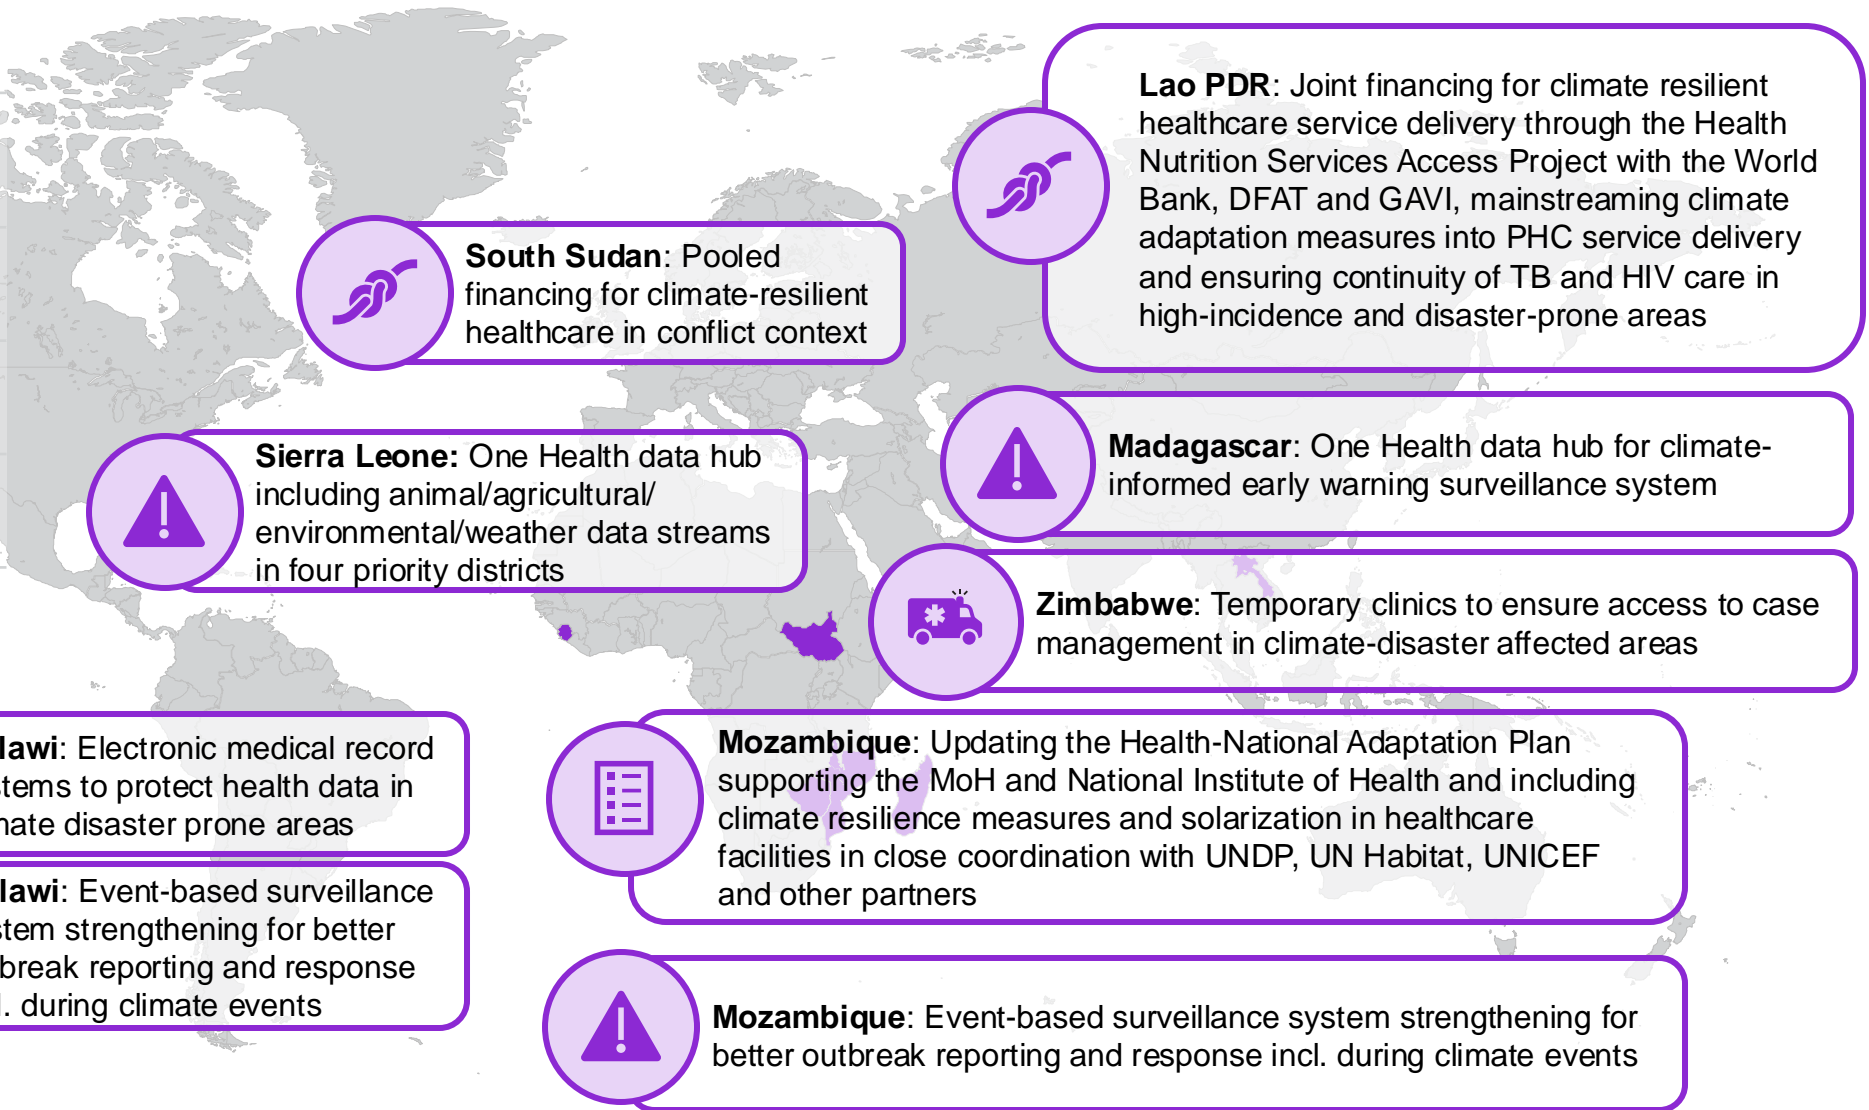 Lao PDR: Joint financing for climate resilient
healthcare service delivery through the Health
Nutrition Services Access Project with the World
Bank, DFAT and GAVI, mainstreaming climate
adaptation measures into PHC service delivery
and ensuring continuity of TB and HIV care in
high-incidence and disaster-prone areas
South Sudan: Pooled
financing for climate-resilient
healthcare in conflict context
Sierra Leone: One Health data hub
including animal/agricultural/
environmental/weather data streams
in four priority districts
Madagascar: One Health data hub for climate-
informed early warning surveillance system
Zimbabwe: Temporary clinics to ensure access to case
management in climate-disaster affected areas
lawi: Electronic medical record
stems to protect health data in
nate disaster prone areas
Mozambique: Updating the Health-National Adaptation Plan
supporting the MoH and National Institute of Health and including
climate resilience measures and solarization in healthcare
facilities in close coordination with UNDP, UN Habitat, UNICEF
and other partners
lawi: Event-based surveillance
stem strengthening for better
break reporting and response
l. during climate events
Mozambique: Event-based surveillance system strengthening for
better outbreak reporting and response incl. during climate events